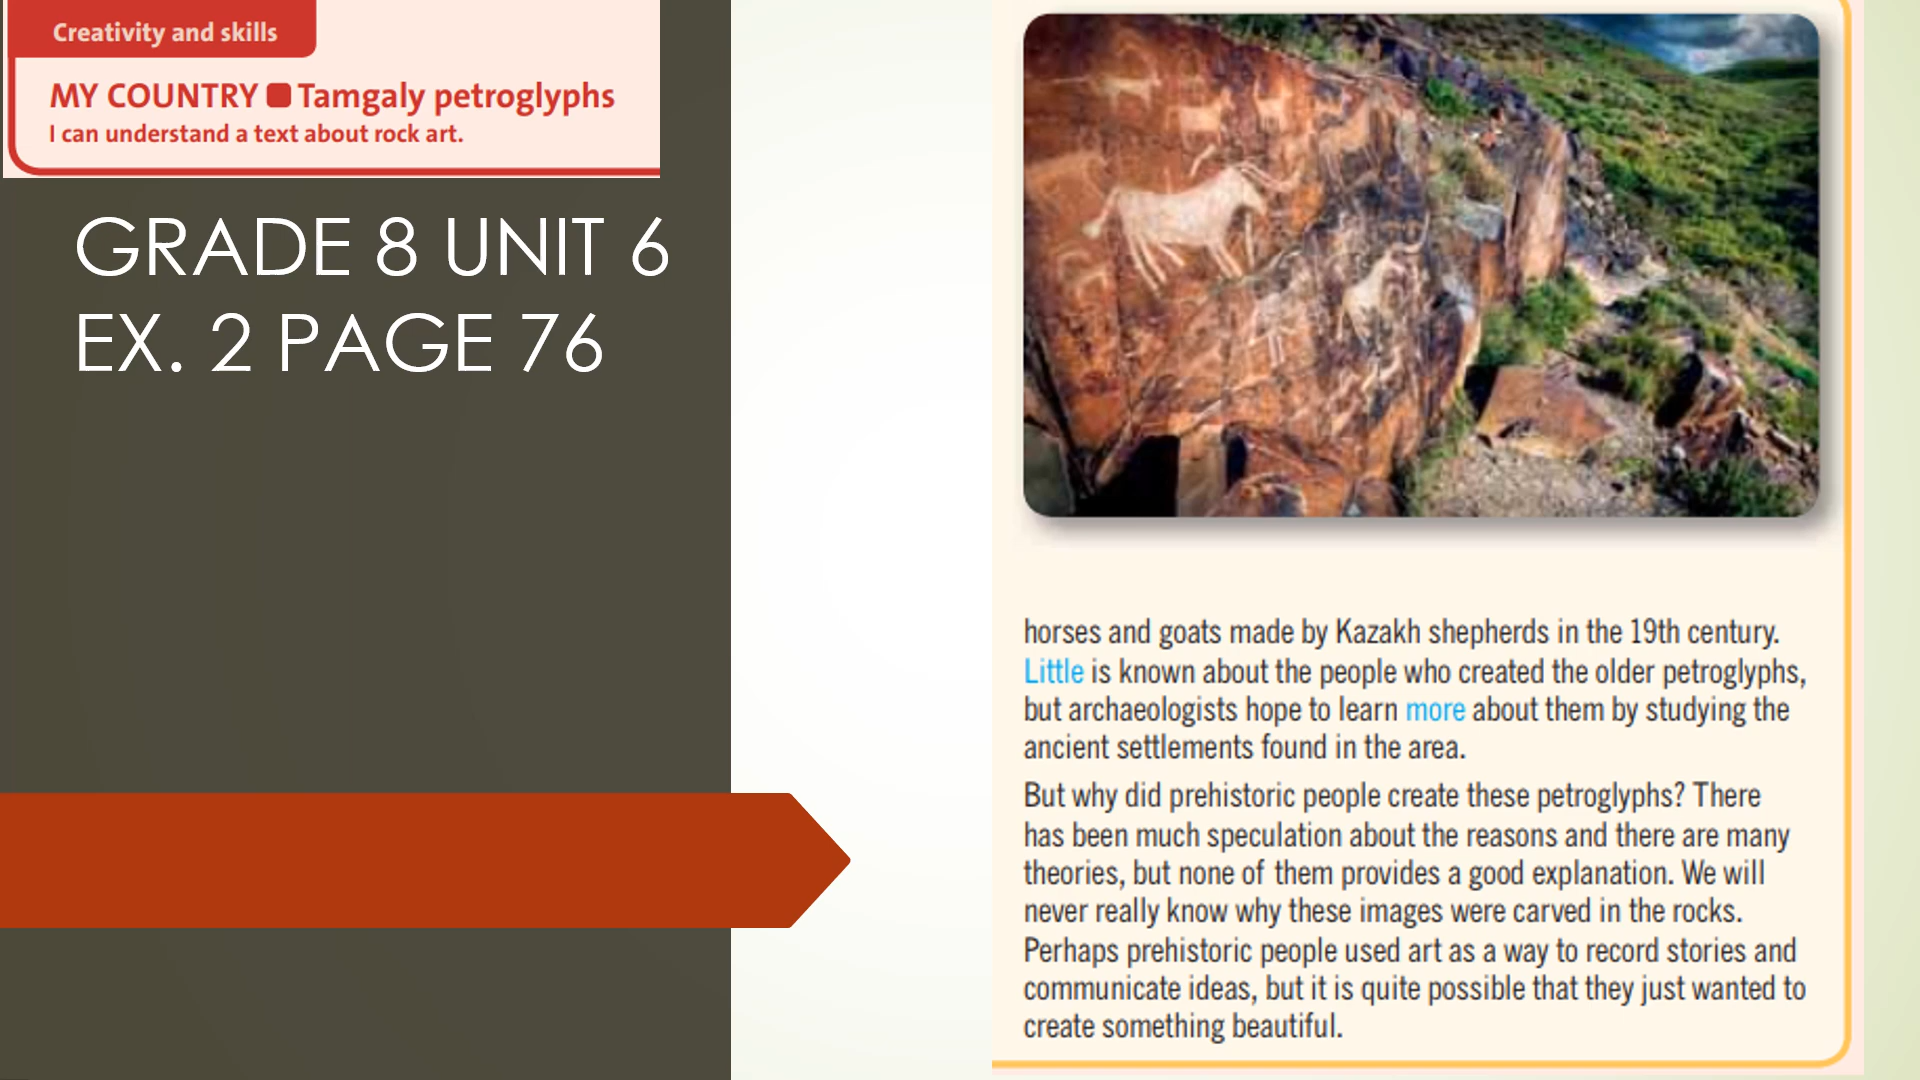 Creativity and skills
MY COUNTRY ■ Tamgaly petroglyphs
I can understand a text about rock art.
GRADE 8 UNIT 6
EX. 2 PAGE 76
horses and goats made by Kazakh shepherds in the 19th century.
Little is known about the people who created the older petroglyphs,
but archaeologists hope to learn more about them by studying the
ancient settlements found in the area.
But why did prehistoric people create these petroglyphs? There
has been much speculation about the reasons and there are many
theories, but none of them provides a good explanation. We will
never really know why these images were carved in the rocks.
Perhaps prehistoric people used art as a way to record stories and
communicate ideas, but it is quite possible that they just wanted to
create something beautiful.